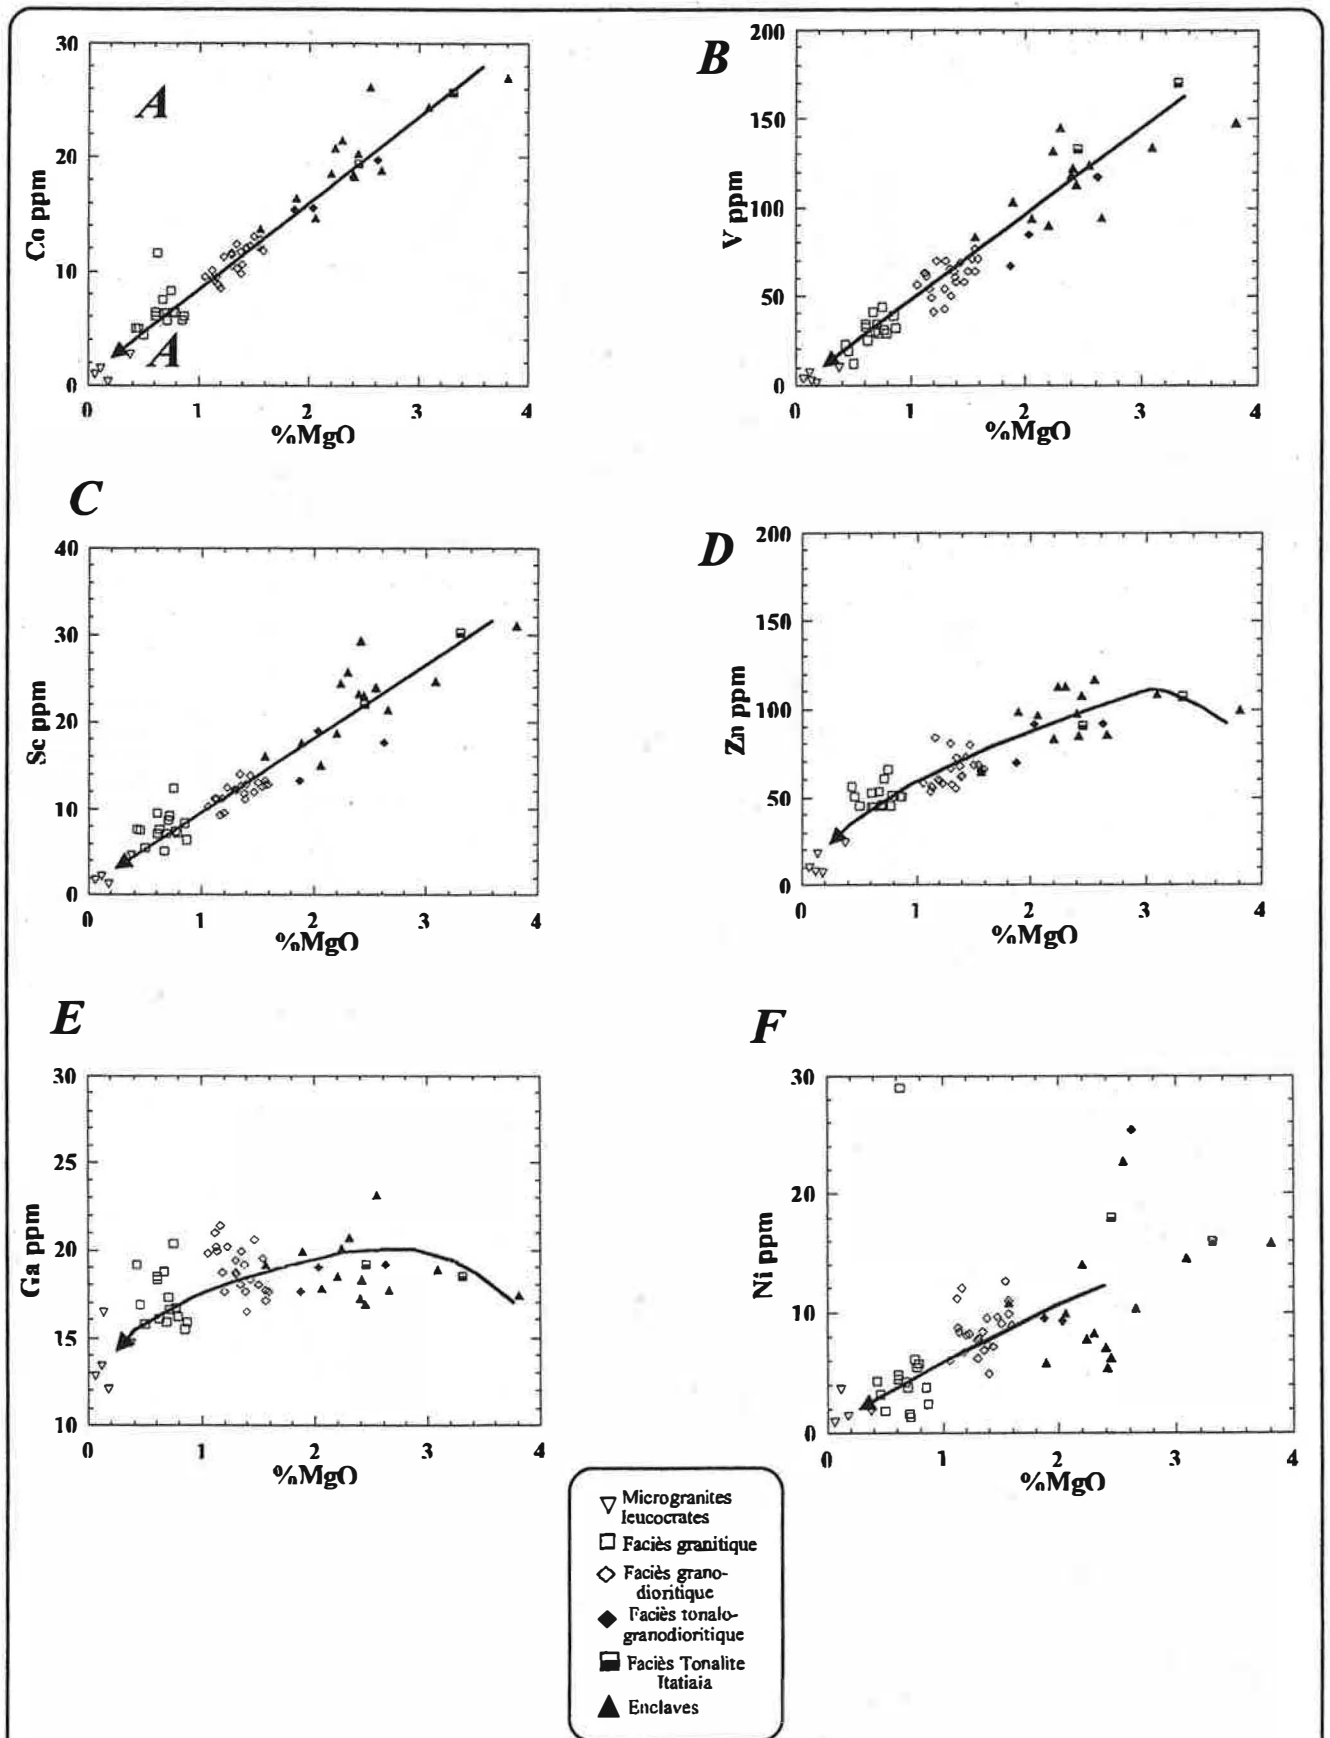 A
A
30
20
10
0
Co ppm
0 1 2 3 4
%MgO
B
200
150
100
50
0
V ppm
0 1 2 3 4
%MgO
C
40
30
20
10
0
Sc ppm
0 1 2 3 4
%MgO
D
200
150
100
50
0
Zn ppm
0 1 2 3 4
%MgO
E
30
25
20
15
10
Ga ppm
0 1 2 3 4
%MgO
F
30
20
10
0
Ni ppm
0 1 2 3 4
%MgO
Microgranites
leucocrates
Faciès granitique
Faciès grano-
dioritique
Faciès tonalo-
granodioritique
Faciès Tonalite
Itatiaia
Enclaves